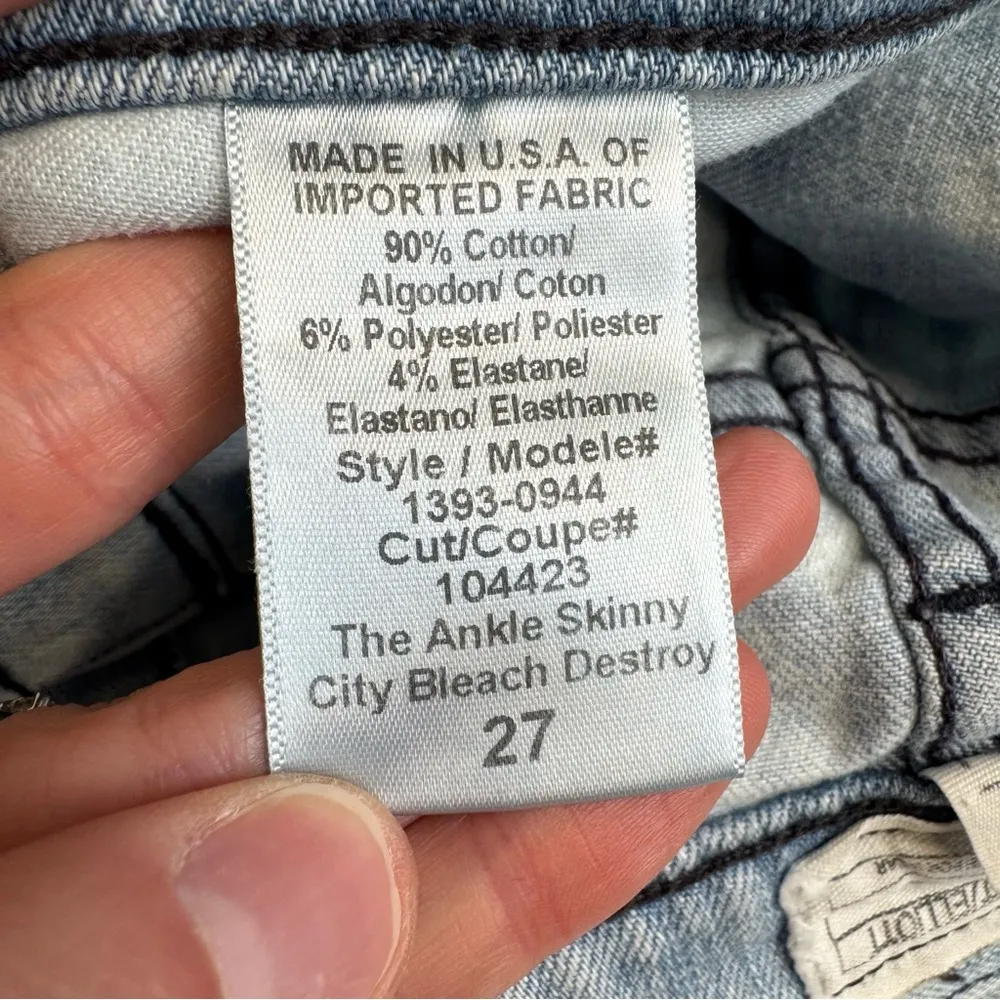 MADE IN U.S.A. OF
IMPORTED FABRIC
90% Cotton/
Algodon/ Coton
6% Polyester/ Poliester
4% Elastane/
Elastano/ Elasthanne
Style / Modele#
1393-0944
Cut/Coupe#
104423
The Ankle Skinny
City Bleach Destroy
27